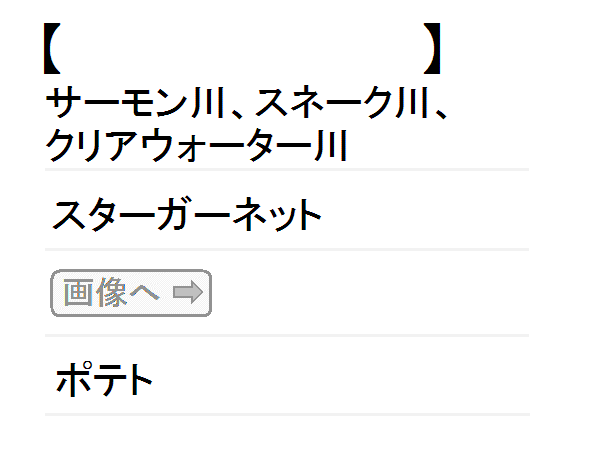 【　　　　　　　　】
サーモン川、スネーク川、
クリアウォーター川
スターガーネット
画像へ ⇨
ポテト